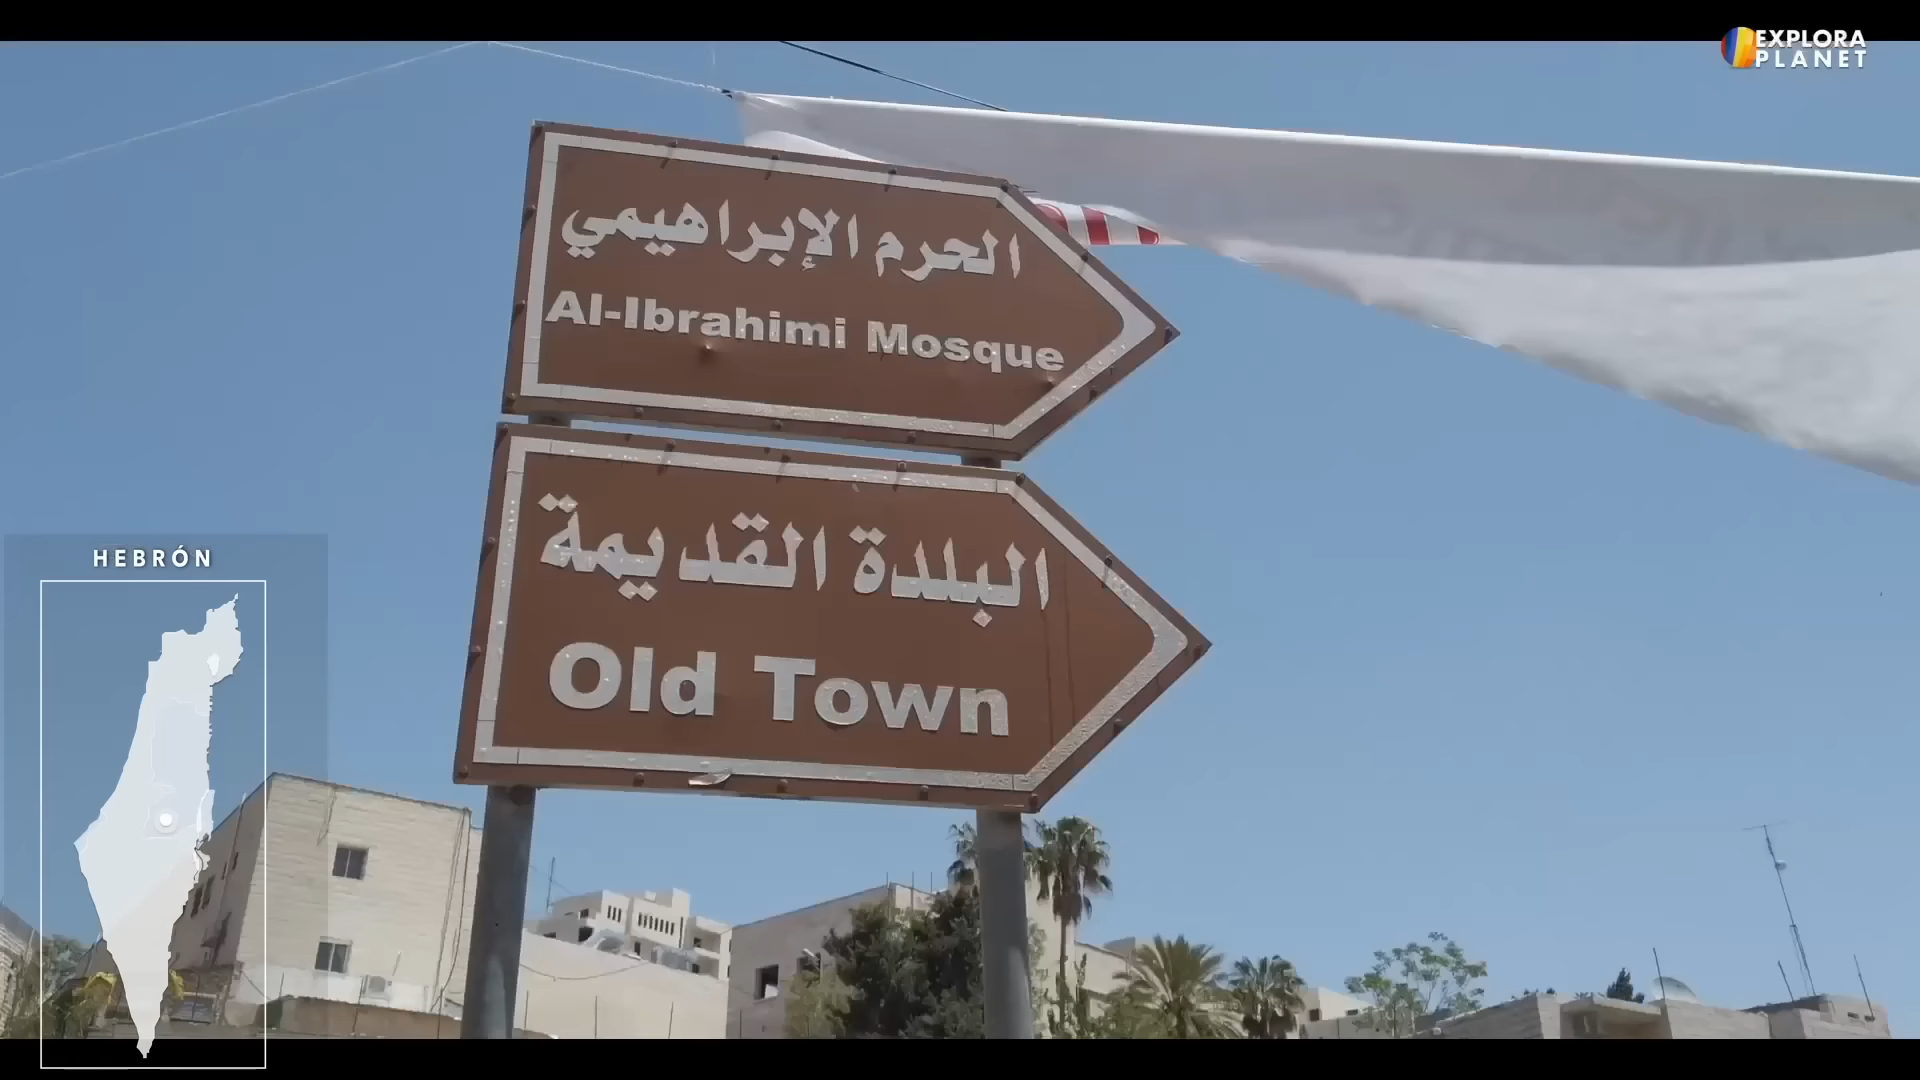 EXPLORA
PLANET
الحرم الإبراهيمي
Al-Ibrahimi Mosque
البلدة القديمة
Old Town
HEBRÓN